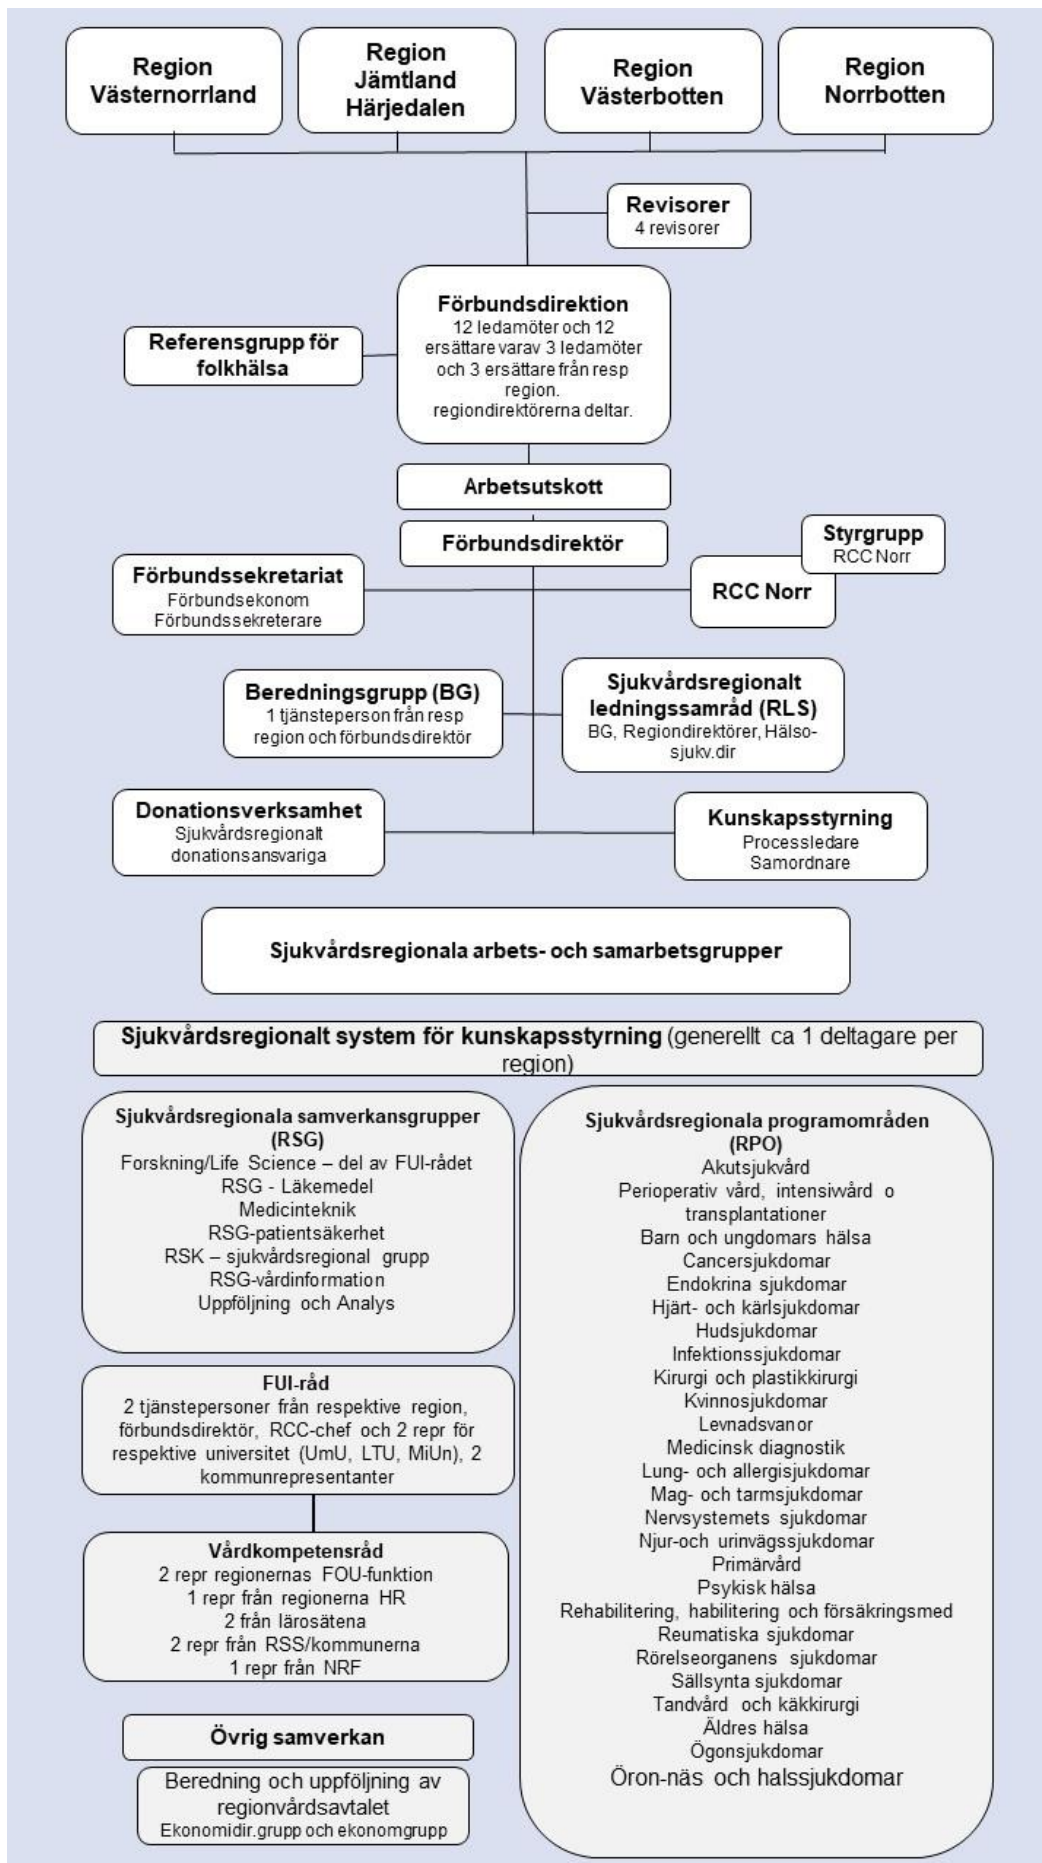 Region
Västernorrland
Region
Jämtland
Härjedalen
Region
Västerbotten
Region
Norrbotten
Revisorer
4 revisorer
Förbundsdirektion
12 ledamöter och 12
ersättare varav 3 ledamöter
och 3 ersättare från resp
region.
regiondirektörerna deltar.
Referensgrupp för
folkhälsa
Arbetsutskott
Förbundsdirektör
Styrgrupp
RCC Norr
RCC Norr
Förbundssekretariat
Förbundsekonom
Förbundssekreterare
Beredningsgrupp (BG)
1 tjänsteperson från resp
region och förbundsdirektör
Sjukvårdsregionalt
ledningssamråd (RLS)
BG, Regiondirektörer, Hälso-
sjukv.dir
Donationsverksamhet
Sjukvårdsregionalt
donationsansvariga
Kunskapsstyrning
Processledare
Samordnare
Sjukvårdsregionala arbets- och samarbetsgrupper
Sjukvårdsregionalt system för kunskapsstyrning (generellt ca 1 deltagare per
region)
Sjukvårdsregionala samverkansgrupper
(RSG)
Forskning/Life Science – del av FUI-rådet
RSG - Läkemedel
Medicinteknik
RSG-patientsäkerhet
RSK – sjukvårdsregional grupp
RSG-vårdinformation
Uppföljning och Analys
FUI-råd
2 tjänstepersoner från respektive region,
förbundsdirektör, RCC-chef och 2 repr för
respektive universitet (UmU, LTU, MiUn), 2
kommunrepresentanter
Vårdkompetensråd
2 repr regionernas FOU-funktion
1 repr från regionerna HR
2 från lärosätena
2 repr från RSS/kommunerna
1 repr från NRF
Övrig samverkan
Beredning och uppföljning av
regionvårdsavtalet
Ekonomidir.grupp och ekonomgrupp
Sjukvårdsregionala programområden
(RPO)
Akutsjukvård
Perioperativ vård, intensivvård o
transplantationer
Barn och ungdomars hälsa
Cancersjukdomar
Endokrina sjukdomar
Hjärt- och kärlsjukdomar
Hudsjukdomar
Infektionssjukdomar
Kirurgi och plastikkirurgi
Kvinnosjukdomar
Levnadsvanor
Medicinsk diagnostik
Lung- och allergisjukdomar
Mag- och tarmsjukdomar
Nervsystemets sjukdomar
Njur-och urinvägssjukdomar
Primärvård
Psykisk hälsa
Rehabilitering, habilitering och försäkringsmed
Reumatiska sjukdomar
Rörelseorganens sjukdomar
Sällsynta sjukdomar
Tandvård och käkkirurgi
Äldres hälsa
Ögonsjukdomar
Öron-näs och halssjukdomar